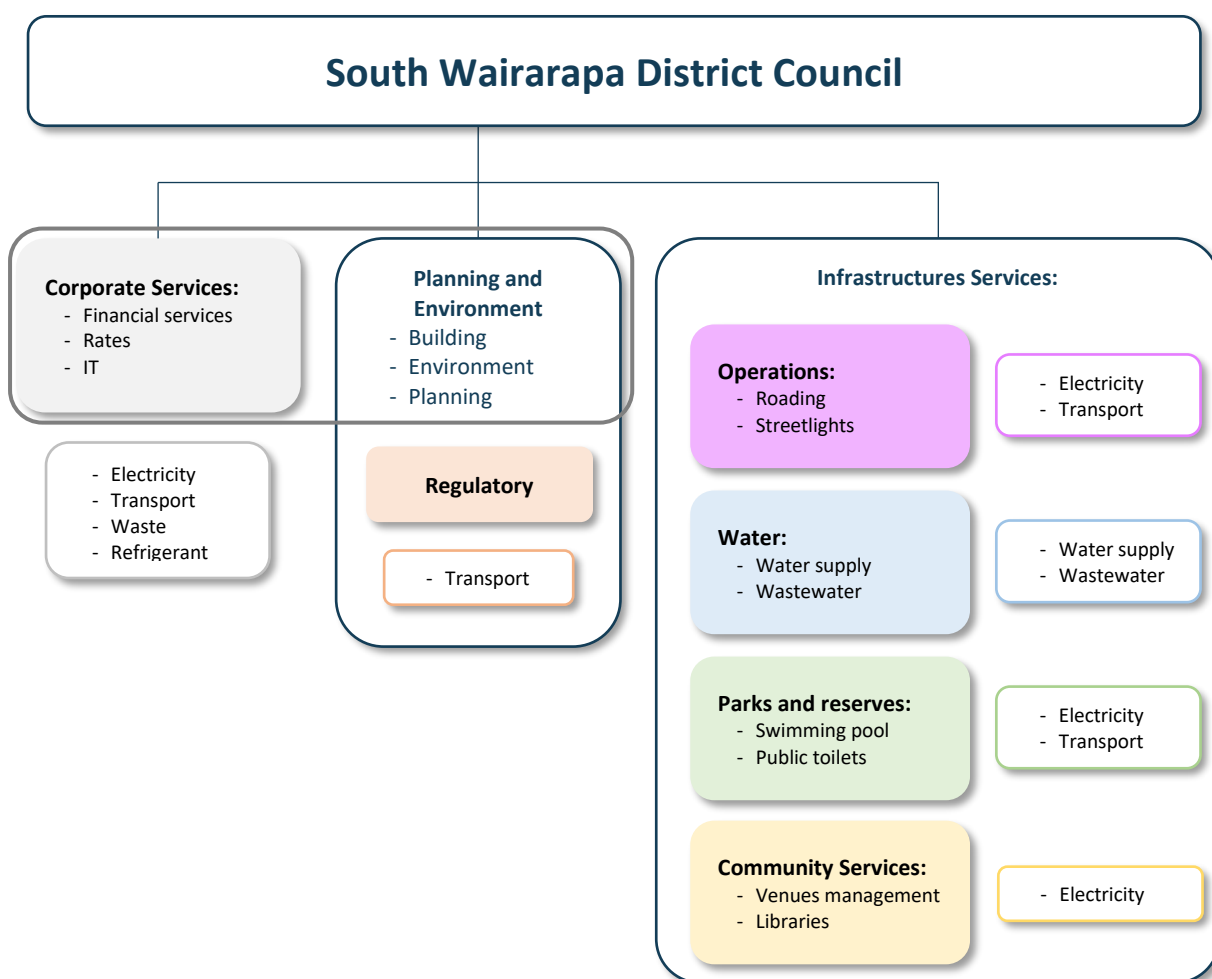 South Wairarapa District Council
Corporate Services:
- Financial services
- Rates
- IT
- Electricity
- Transport
- Waste
- Refrigerant
Planning and
Environment
- Building
- Environment
- Planning
Regulatory
- Transport
Infrastructures Services:
Operations:
- Roading
- Streetlights
- Electricity
- Transport
Water:
- Water supply
- Wastewater
- Water supply
- Wastewater
Parks and reserves:
- Swimming pool
- Public toilets
- Electricity
- Transport
Community Services:
- Venues management
- Libraries
- Electricity